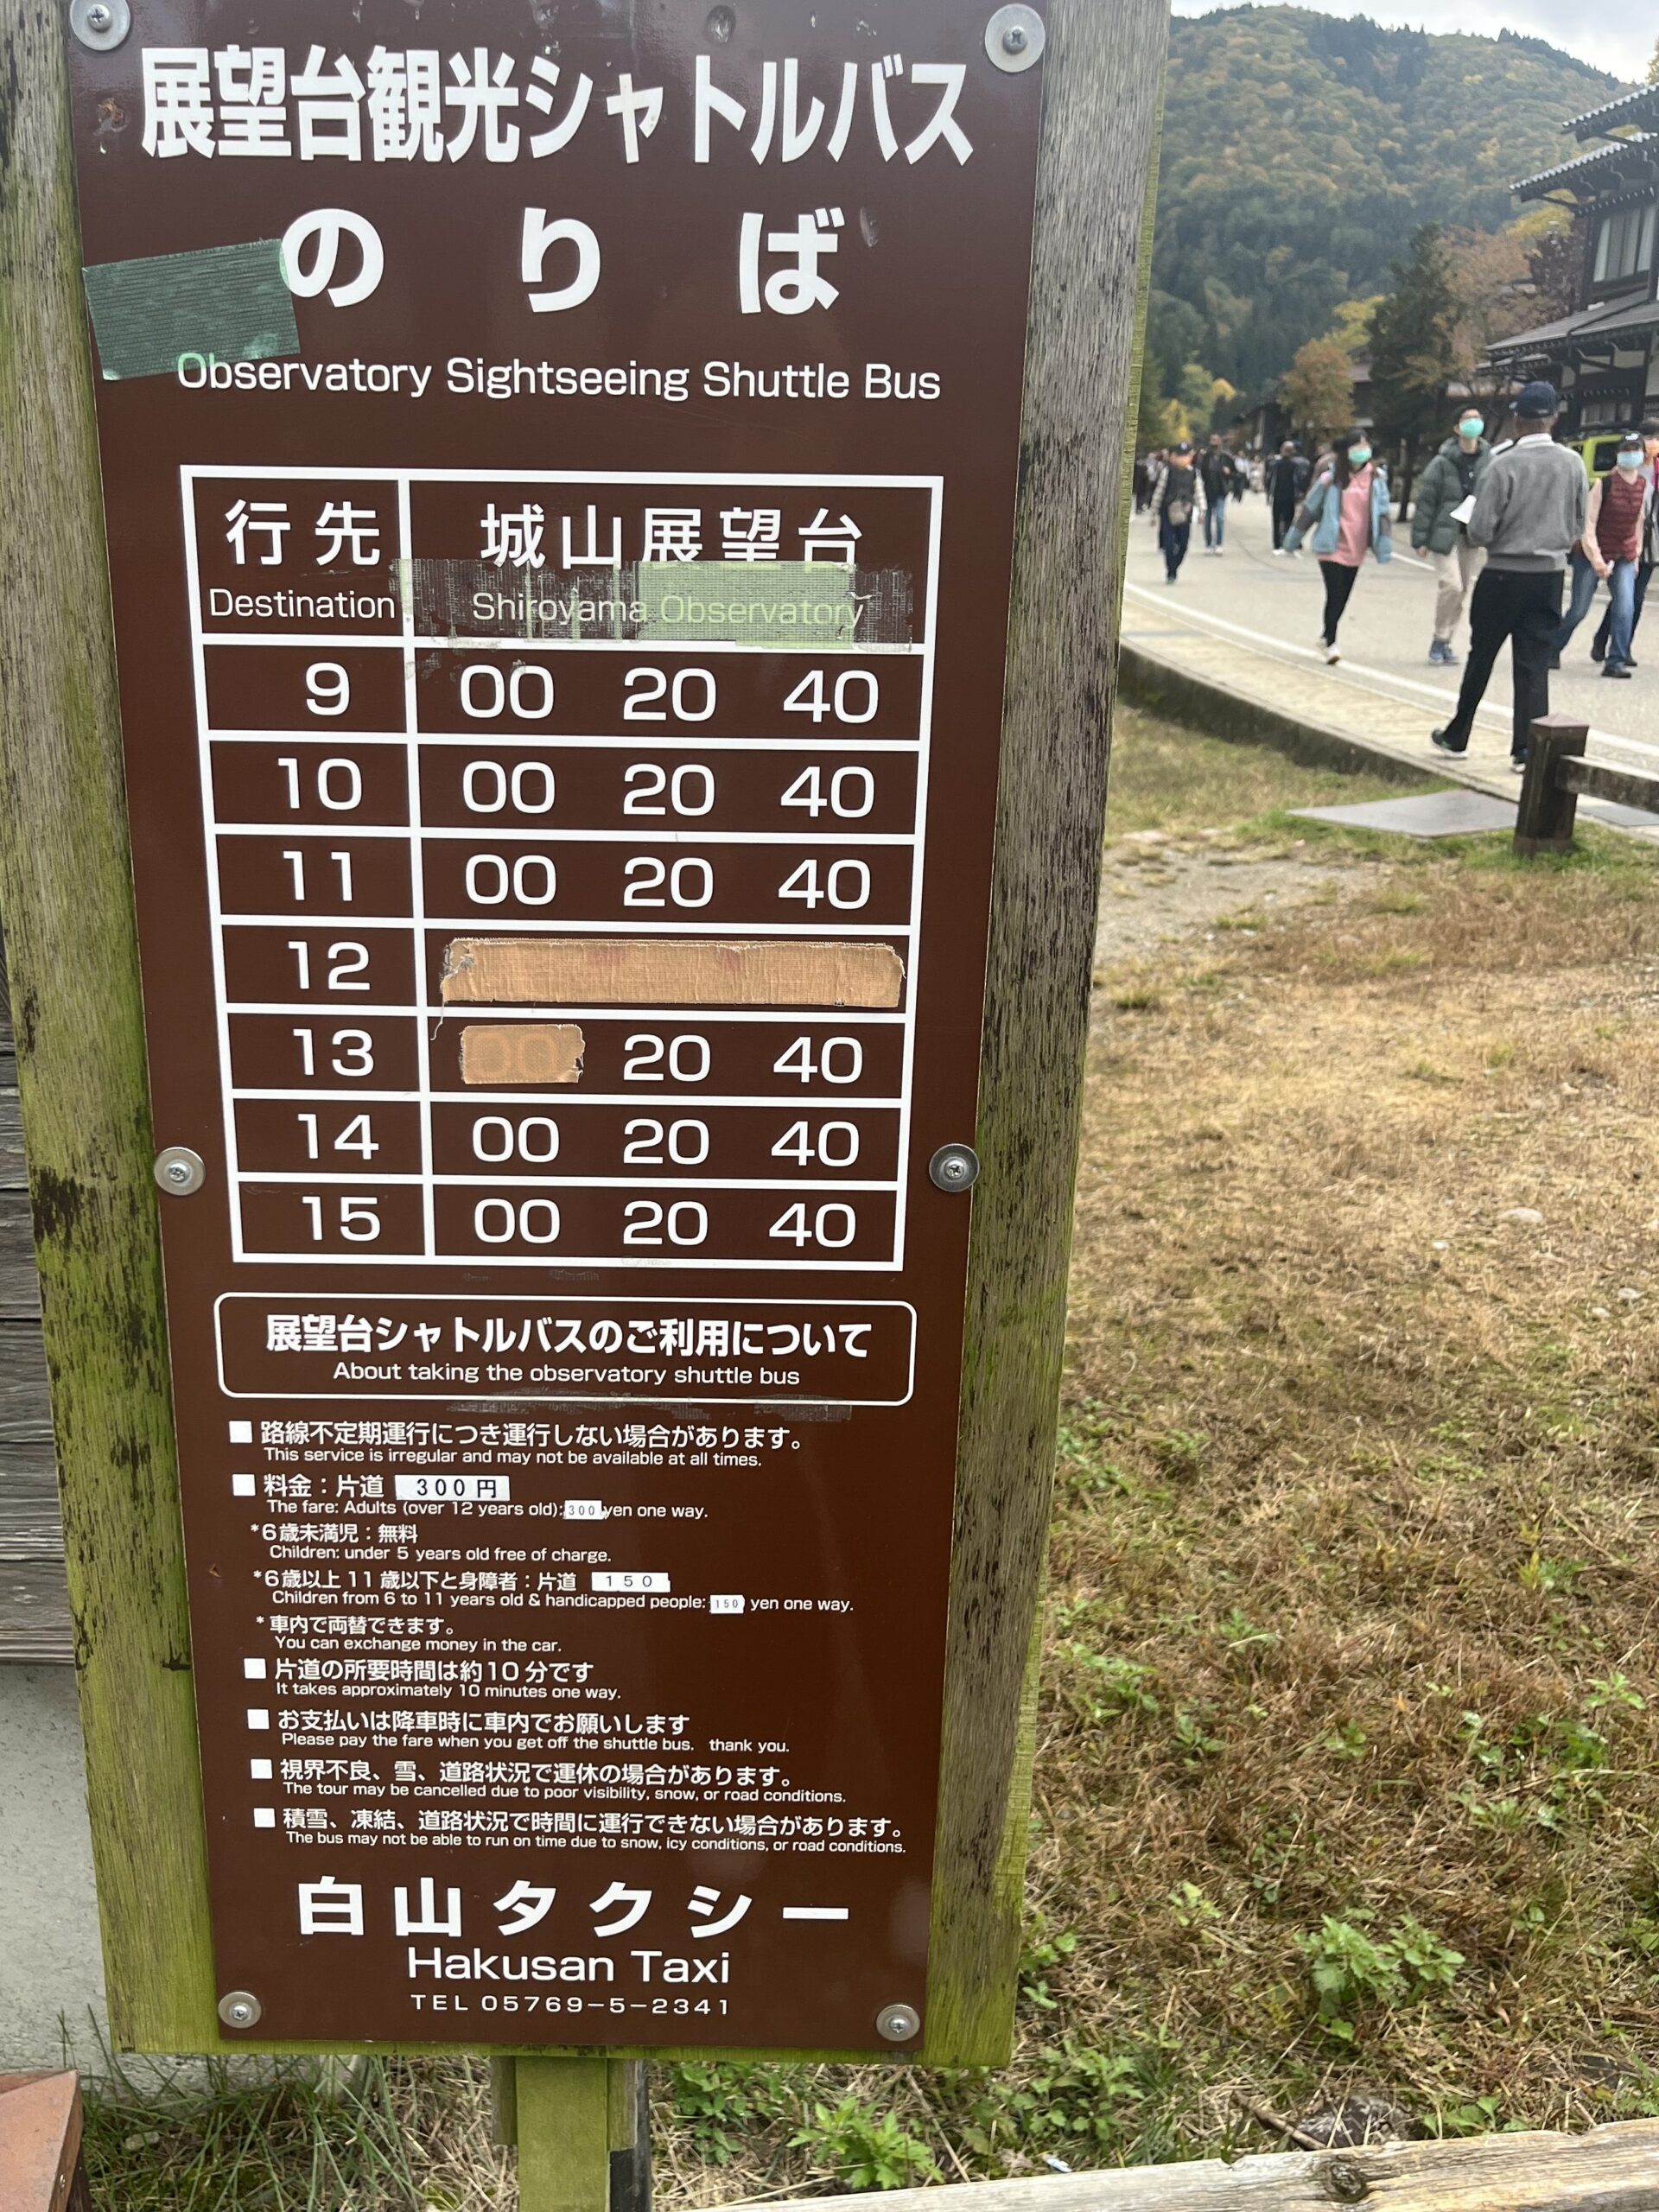 展望台観光シャトルバス
のりば
Observatory Sightseeing Shuttle Bus
行先 城山展望台
Destination Shiroyama Observatory
9 00 20 40
10 00 20 40
11 00 20 40
12
13 00 20 40
14 00 20 40
15 00 20 40
展望台シャトルバスのご利用について
About taking the observatory shuttle bus
■ 路線不定期運行につき運行しない場合があります。
This service is irregular and may not be available at all times.
■ 料金：片道 300円
The fare: Adults (over 12 years old): 300 yen one way.
*6歳未満児：無料
Children: under 5 years old free of charge.
*6歳以上11歳以下と身障者：片道 150
Children from 6 to 11 years old & handicapped people: 150 yen one way.
* 車内で両替できます。
You can exchange money in the car.
■ 片道の所要時間は約10分です
It takes approximately 10 minutes one way.
■ お支払いは降車時に車内でお願いします
Please pay the fare when you get off the shuttle bus. thank you.
■ 視界不良、雪、道路状況で運休の場合があります。
The tour may be cancelled due to poor visibility, snow, or road conditions.
■ 積雪、凍結、道路状況で時間に運行できない場合があります。
The bus may not be able to run on time due to snow, icy conditions, or road conditions.
白山タクシー
Hakusan Taxi
TEL 05769-5-2341